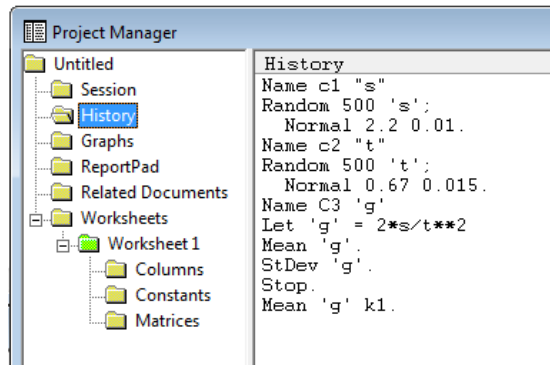 Project Manager
Untitled
Session
History
Graphs
ReportPad
Related Documents
Worksheets
Worksheet 1
Columns
Constants
Matrices
History
Name c1 "s"
Random 500 's';
  Normal 2.2 0.01.
Name c2 "t"
Random 500 't';
  Normal 0.67 0.015.
Name C3 'g'
Let 'g' = 2*s/t**2
Mean 'g'.
StDev 'g'.
Stop.
Mean 'g' k1.